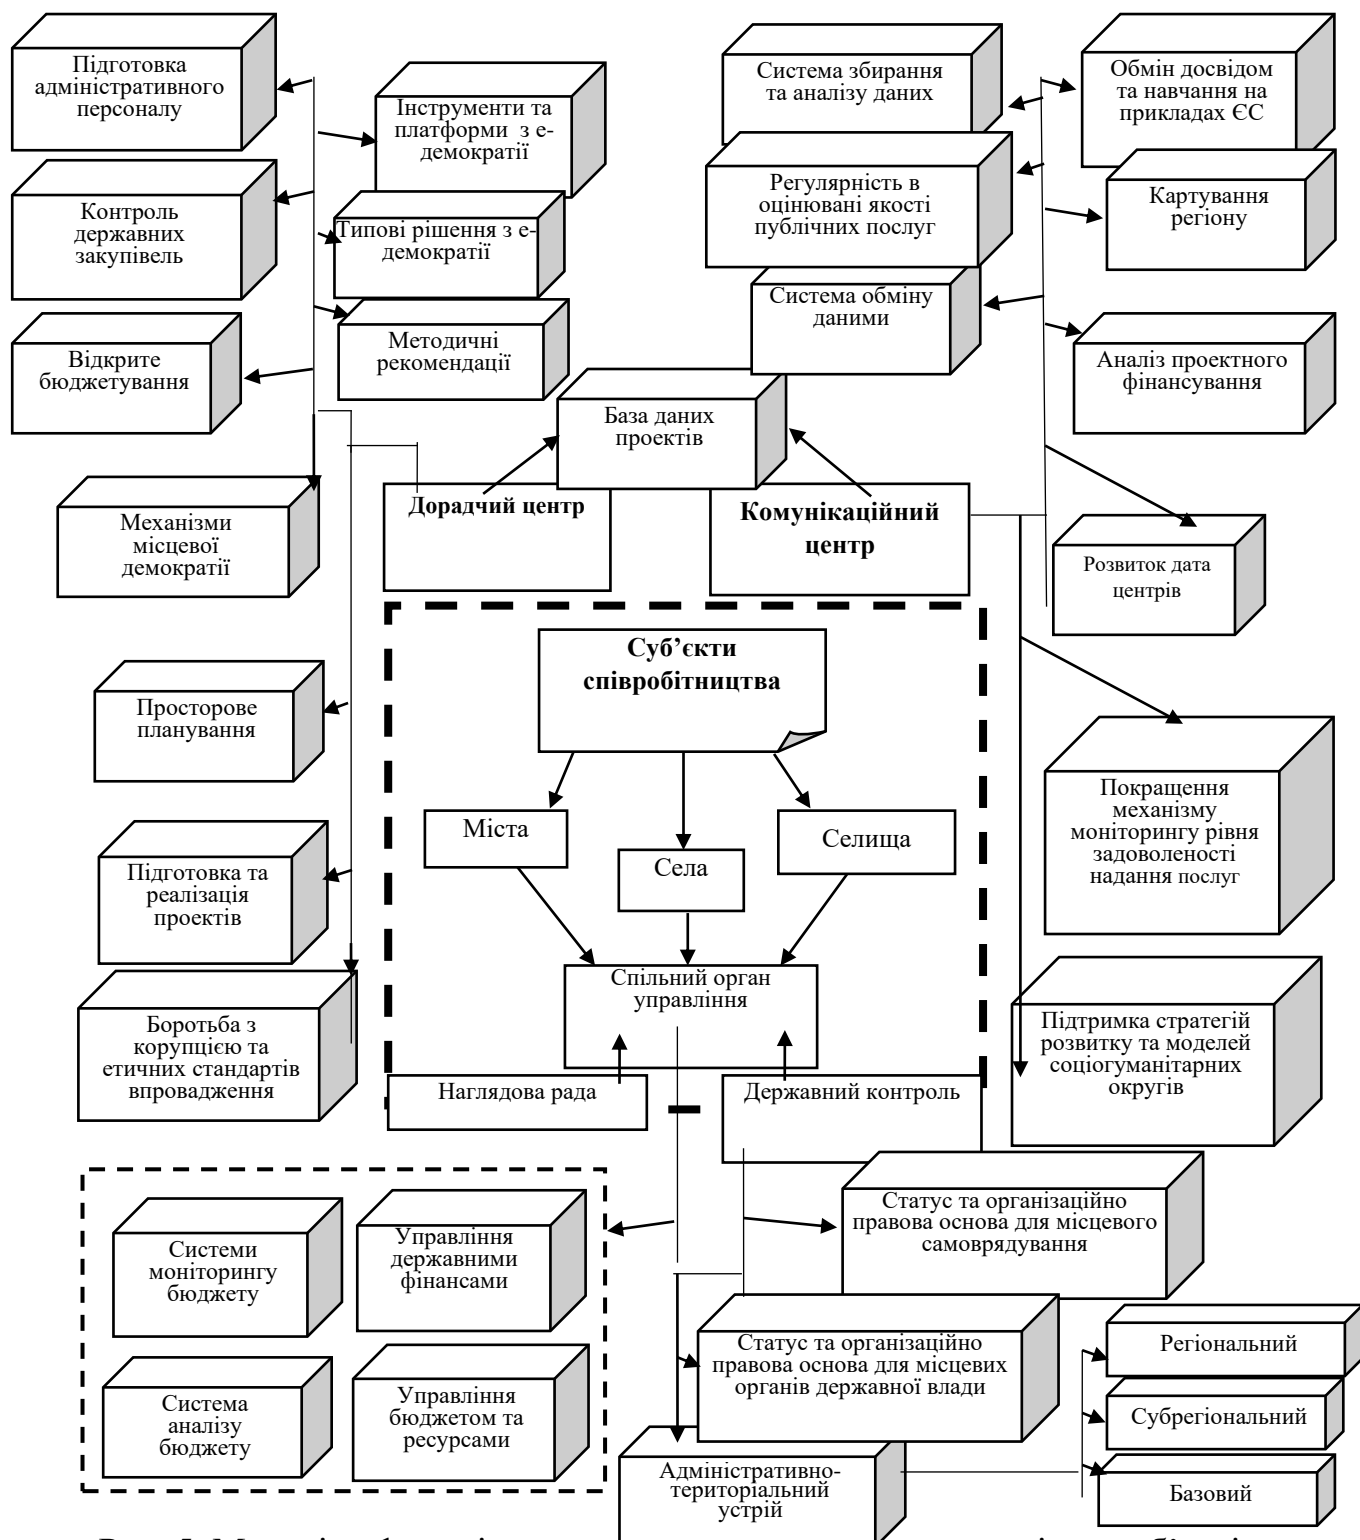 Підготовка
адміністративного
персоналу
Інструменти та
платформи з е-
демократії
Контроль
державних
закупівель
Типові рішення з е-
демократії
Відкрите
бюджетування
Методичні
рекомендації
Механізми
місцевої
демократії
Система збирання
та аналізу даних
Обмін досвідом
та навчання на
прикладах ЄС
Регулярність в
оцінювані якості
публічних послуг
Картування
регіону
Система обміну
даними
Аналіз проектного
фінансування
База даних
проектів
Дорадчий центр
Комунікаційний
центр
Розвиток дата
центрів
Суб’єкти
співробітництва
Просторове
планування
Міста
Села
Селища
Покращення
механізму
моніторингу рівня
задоволеності
надання послуг
Підготовка та
реалізація
проектів
Спільний орган
управління
Боротьба з
корупцією та
етичних стандартів
впровадження
Підтримка стратегій
розвитку та моделей
соціогуманітарних
округів
Наглядова рада
Державний контроль
Системи
моніторингу
бюджету
Управління
державними
фінансами
Статус та організаційно
правова основа для місцевого
самоврядування
Система
аналізу
бюджету
Управління
бюджетом та
ресурсами
Статус та організаційно
правова основа для місцевих
органів державної влади
Регіональний
Субрегіональний
Базовий
Адміністративно-
територіальний
устрій